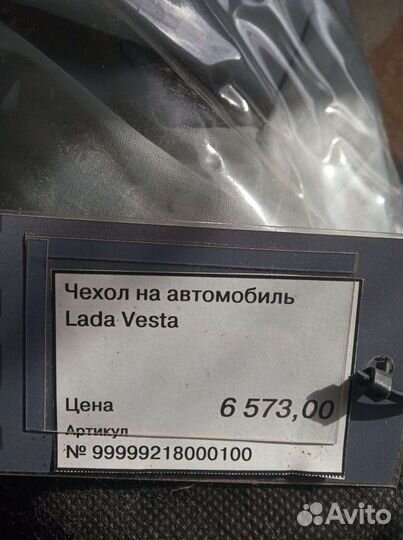 Чехол на автомобиль
Lada Vesta
Цена 6 573,00
Артикул
№ 99999218000100
Avito